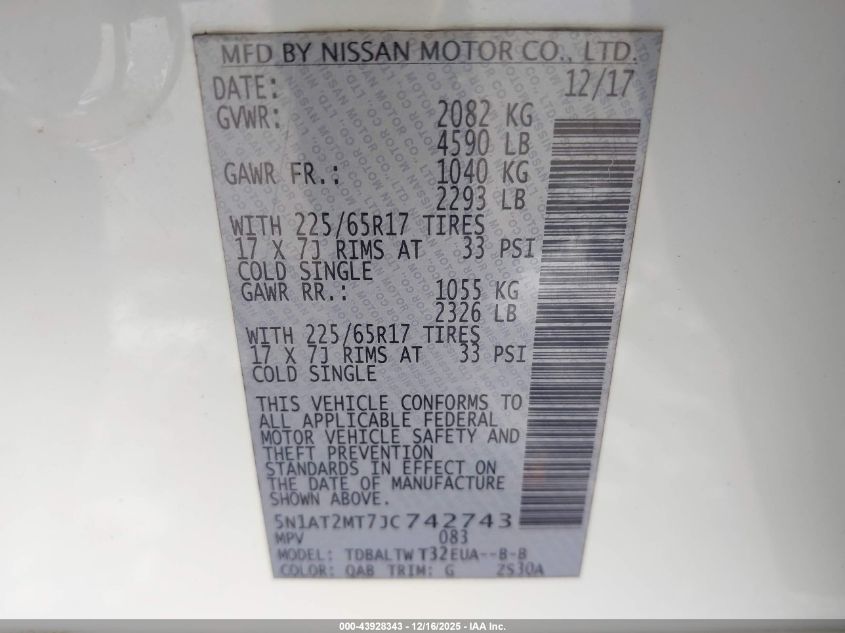 MFD BY NISSAN MOTOR CO., LTD.
DATE: 12/17
GVWR: 2082 KG
4590 LB
GAWR FR.: 1040 KG
2293 LB
WITH 225/65R17 TIRES
17 X 7J RIMS AT 33 PSI
COLD SINGLE
GAWR RR.: 1055 KG
2326 LB
WITH 225/65R17 TIRES
17 X 7J RIMS AT 33 PSI
COLD SINGLE
THIS VEHICLE CONFORMS TO
ALL APPLICABLE FEDERAL
MOTOR VEHICLE SAFETY AND
THEFT PREVENTION
STANDARDS IN EFFECT ON
THE DATE OF MANUFACTURE
SHOWN ABOVE.
5N1AT2MT7JC742743
MPV 083
MODEL: TDBALTW T32EUA--B-B
COLOR: QAB TRIM: G 2S30A
000-43928343 - 12/16/2025 - IAA Inc.